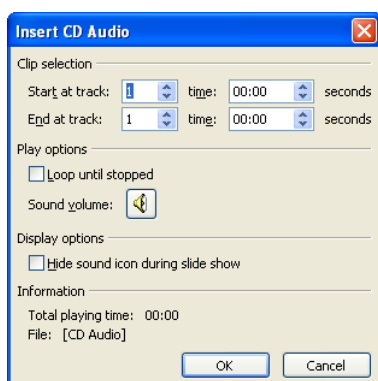 Insert CD Audio
Clip selection
Start at track: 1 time: 00:00 seconds
End at track: 1 time: 00:00 seconds
Play options
Loop until stopped
Sound volume:
Display options
Hide sound icon during slide show
Information
Total playing time: 00:00
File: [CD Audio]
OK Cancel